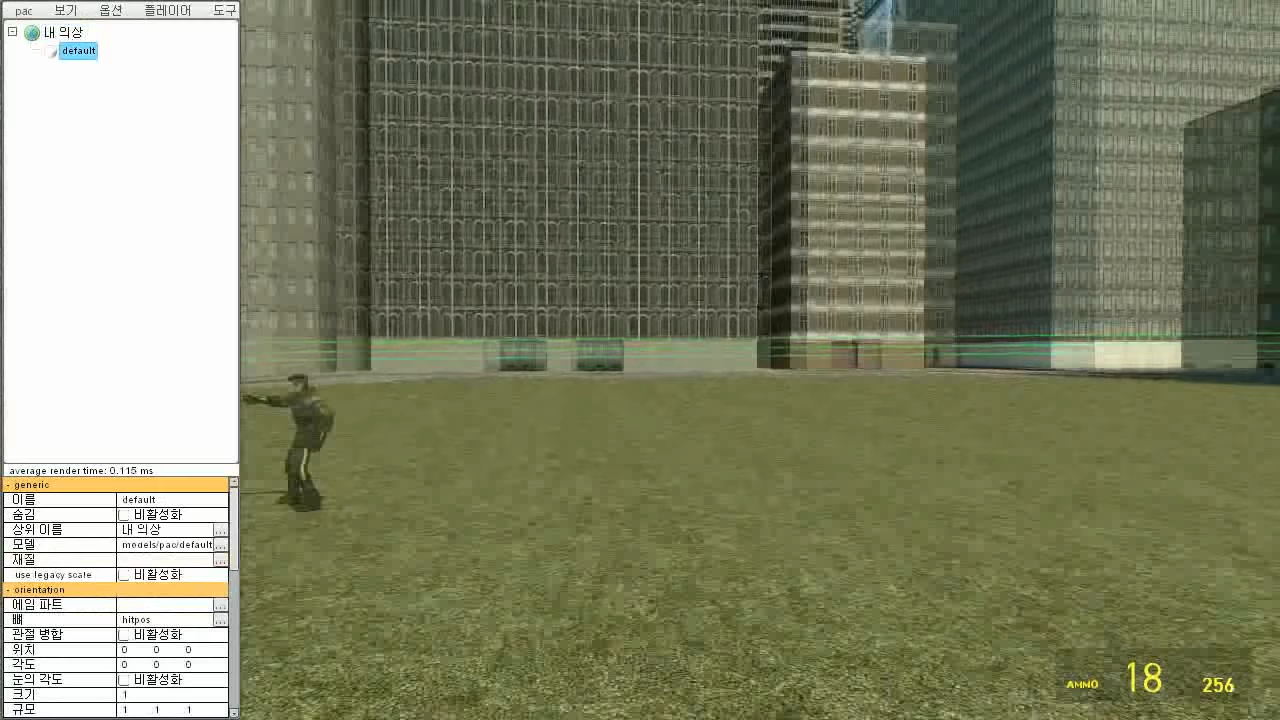 pac 보기 옵션 플레이어 도구
내 의상
default
average render time: 0.115 ms
- generic
이름 default
숨김 비활성화
상위 이름 내 의상 ...
모델 models/pac/default ...
재질 ...
use legacy scale 비활성화
- orientation
에임 파트 ...
뼈 hitpos ...
관절 병합 비활성화
위치 0 0 0
각도 0 0 0
눈의 각도 비활성화
크기 1
규모 1 1 1
AMMO 18 256